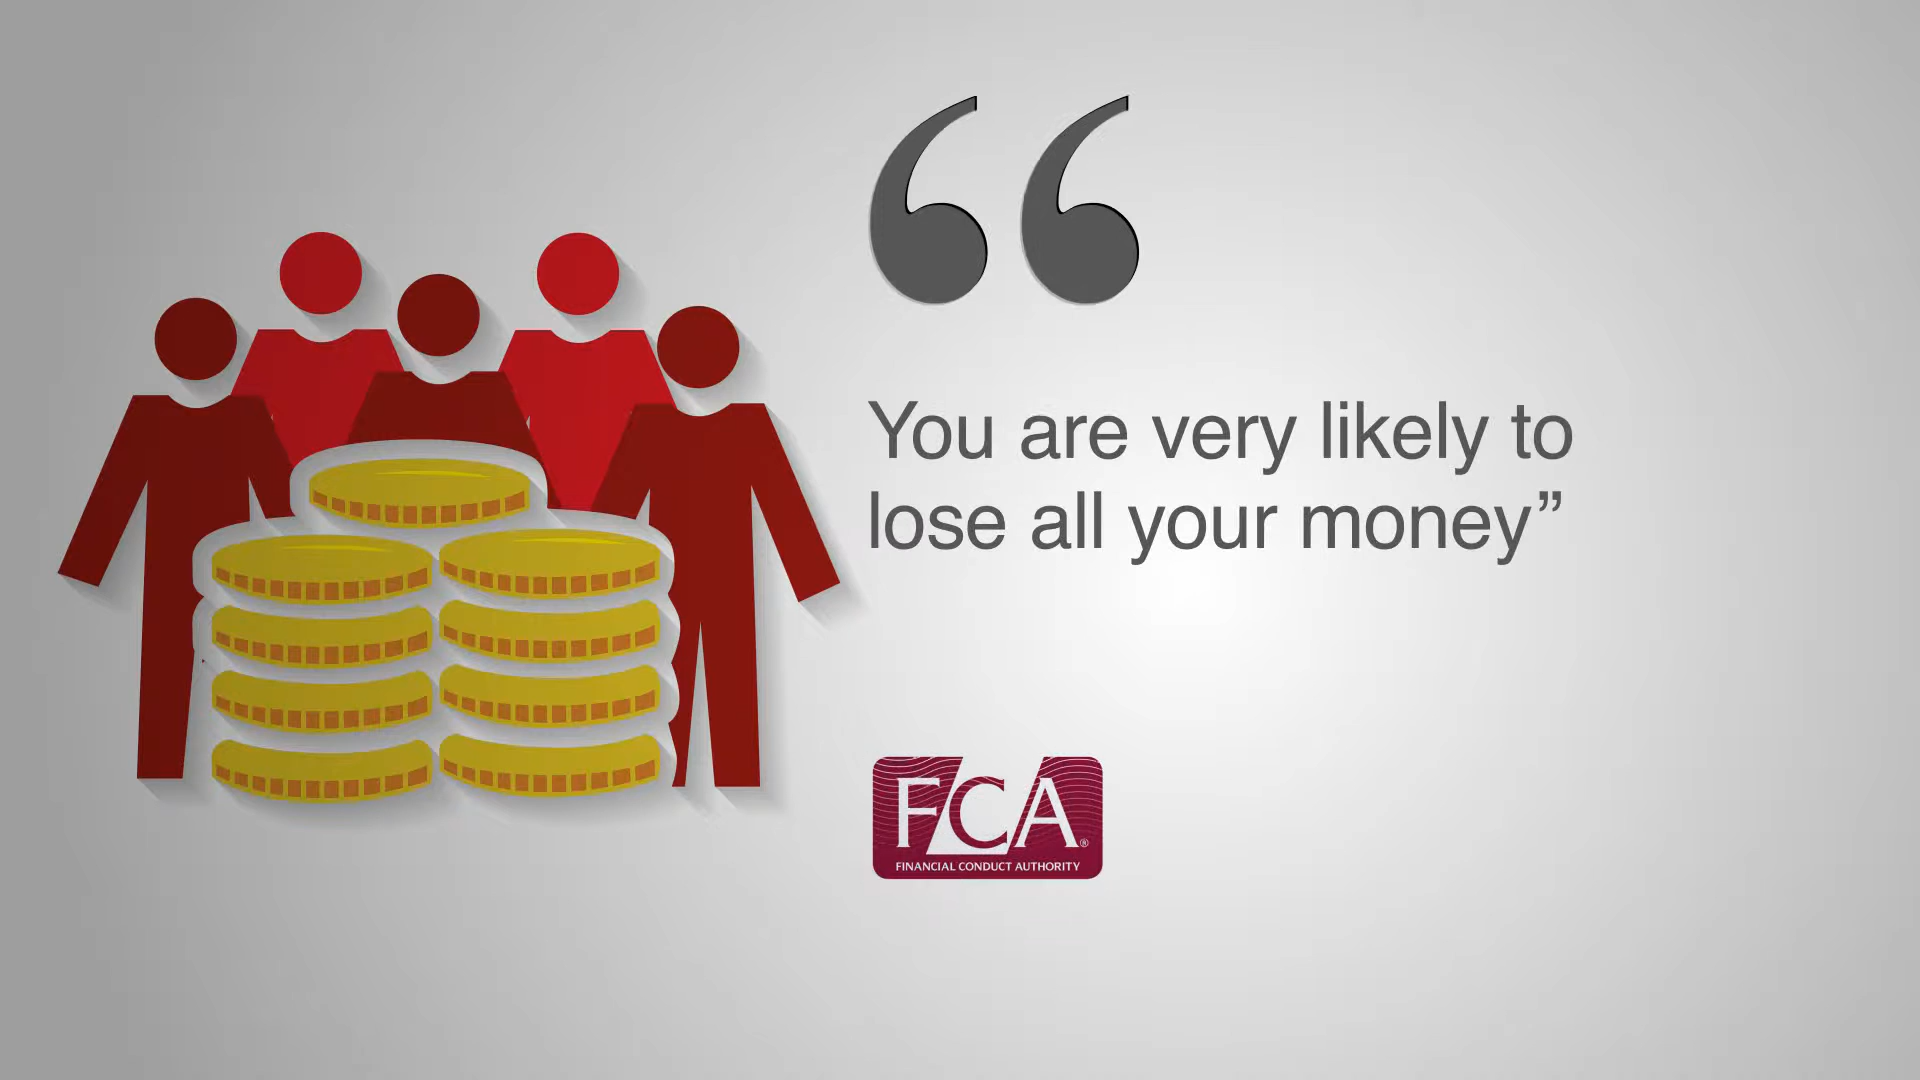 “
You are very likely to
lose all your money”
FCA®
FINANCIAL CONDUCT AUTHORITY